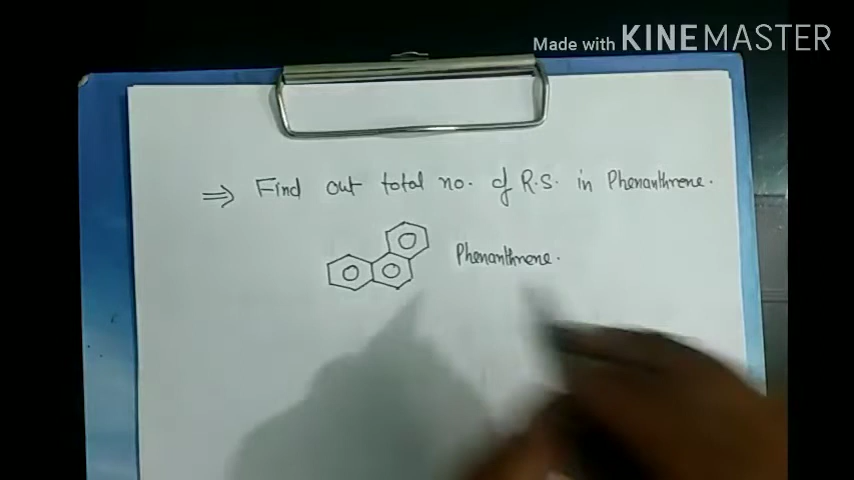 Made with KINEMASTER
⇒ Find out total no. of R.S. in Phenanthrene.
Phenanthrene.